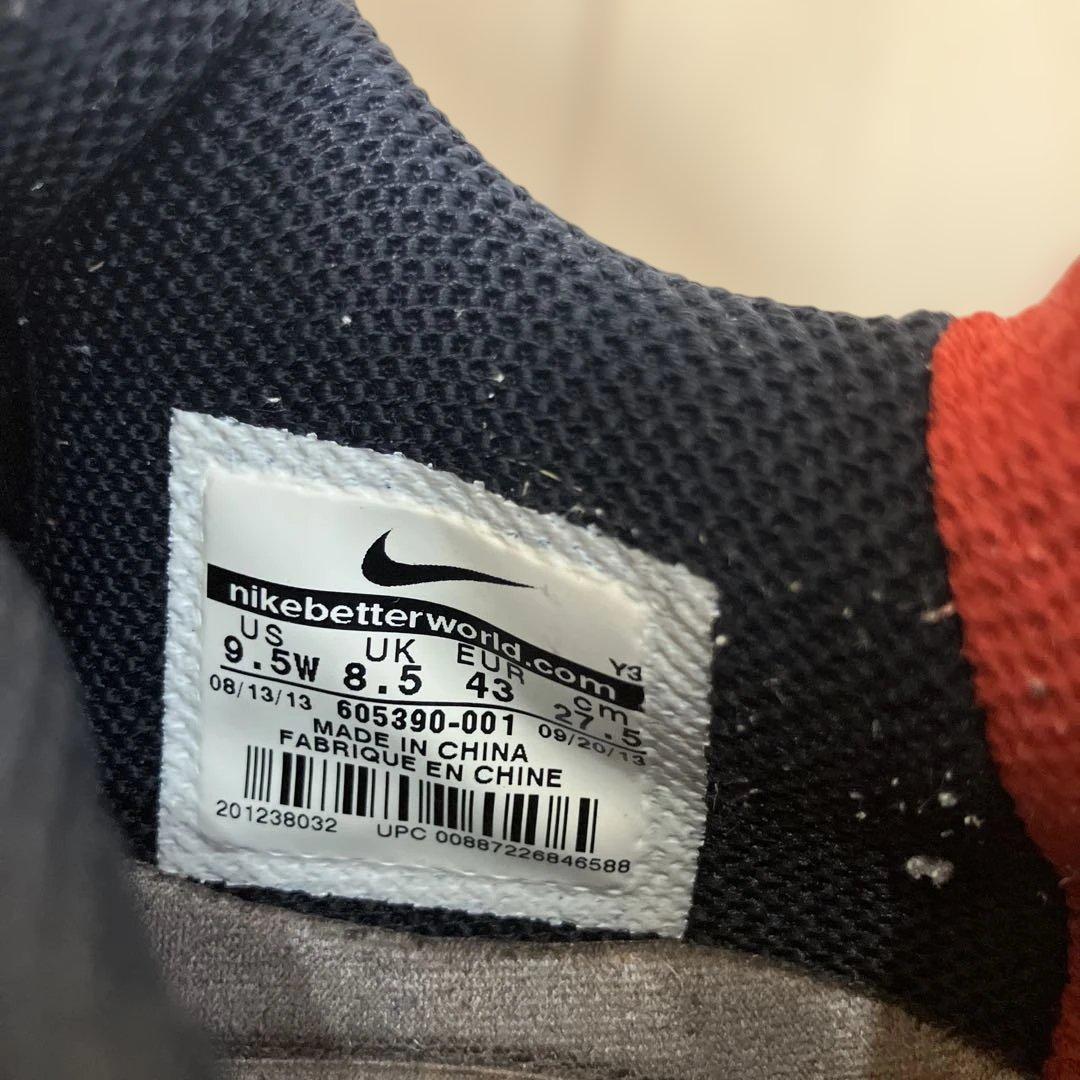 nikebetterworld.com
US UK EUR cm Y3
9.5W 8.5 43 27.5
08/13/13 605390-001 09/20/13
MADE IN CHINA
FABRIQUE EN CHINE
201238032 UPC 00887226846588